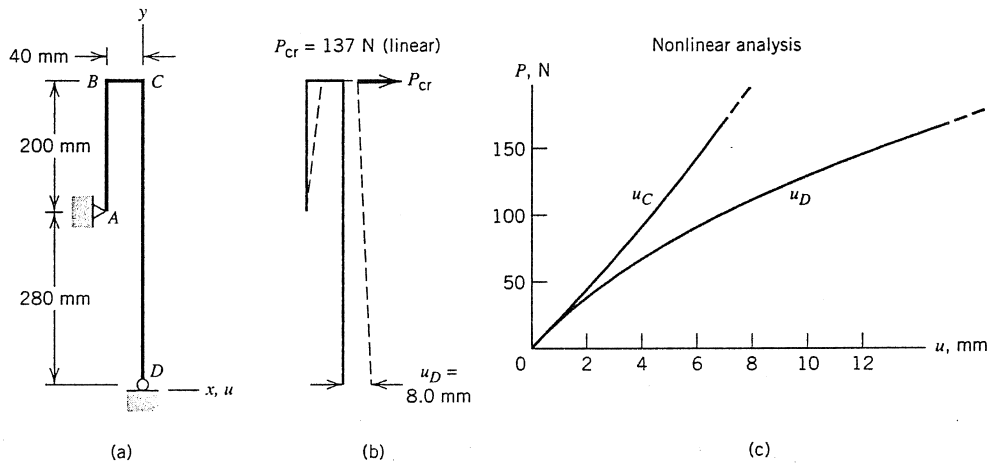 y
40 mm
B
C
200 mm
A
280 mm
D
x, u
(a)
P_cr = 137 N (linear)
P_cr
u_D =
8.0 mm
(b)
Nonlinear analysis
P, N
150
100
50
0
2
4
6
8
10
12
u, mm
u_C
u_D
(c)